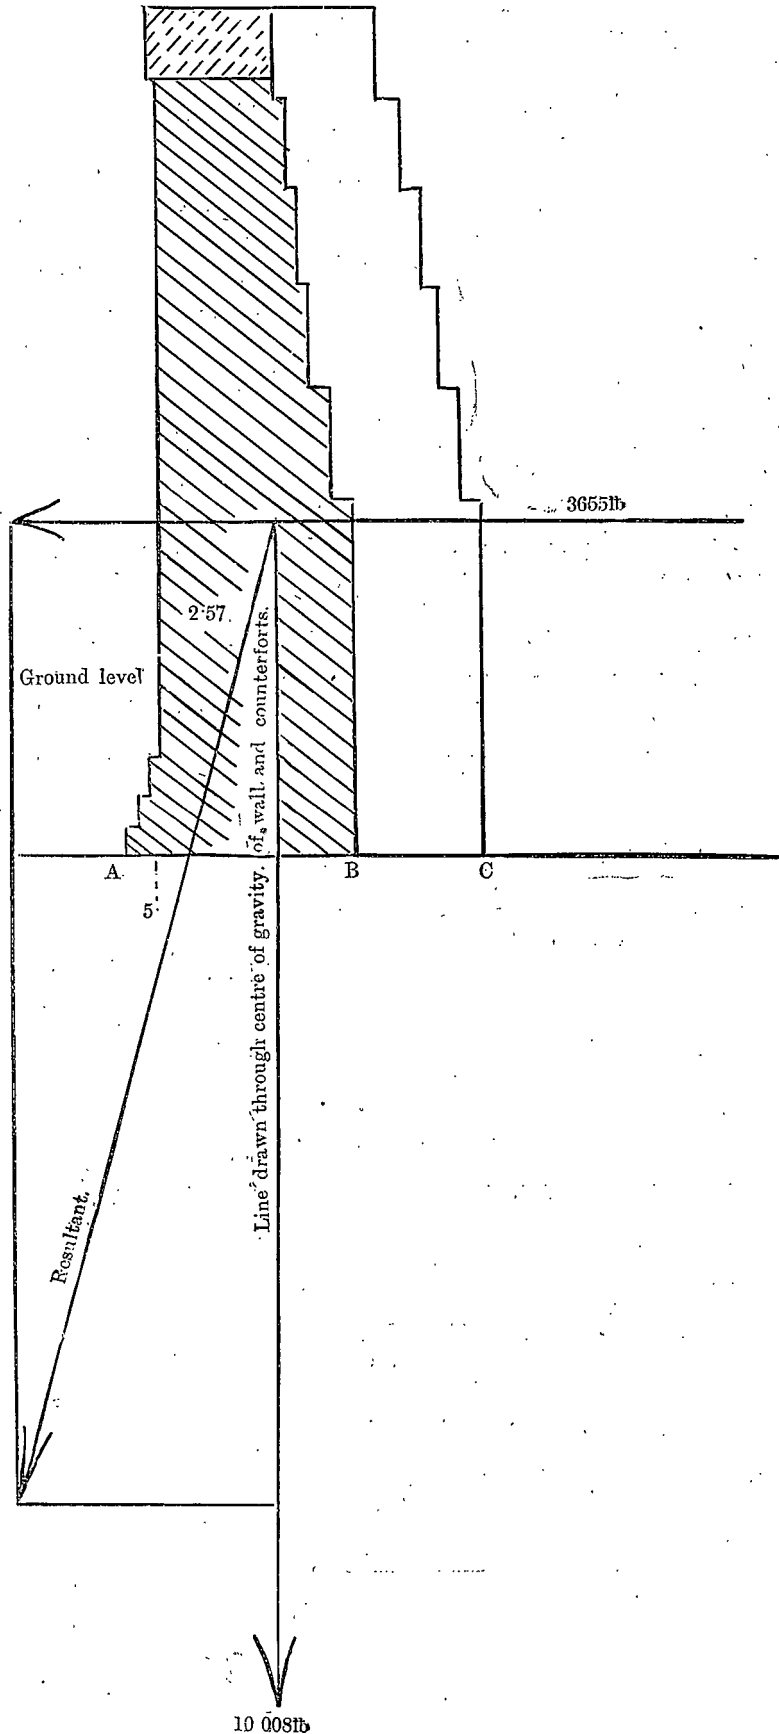 3655lb
2·57
Ground level
Line drawn through centre of gravity of wall and counterforts.
A
B
C
5
Resultant.
10 008lb